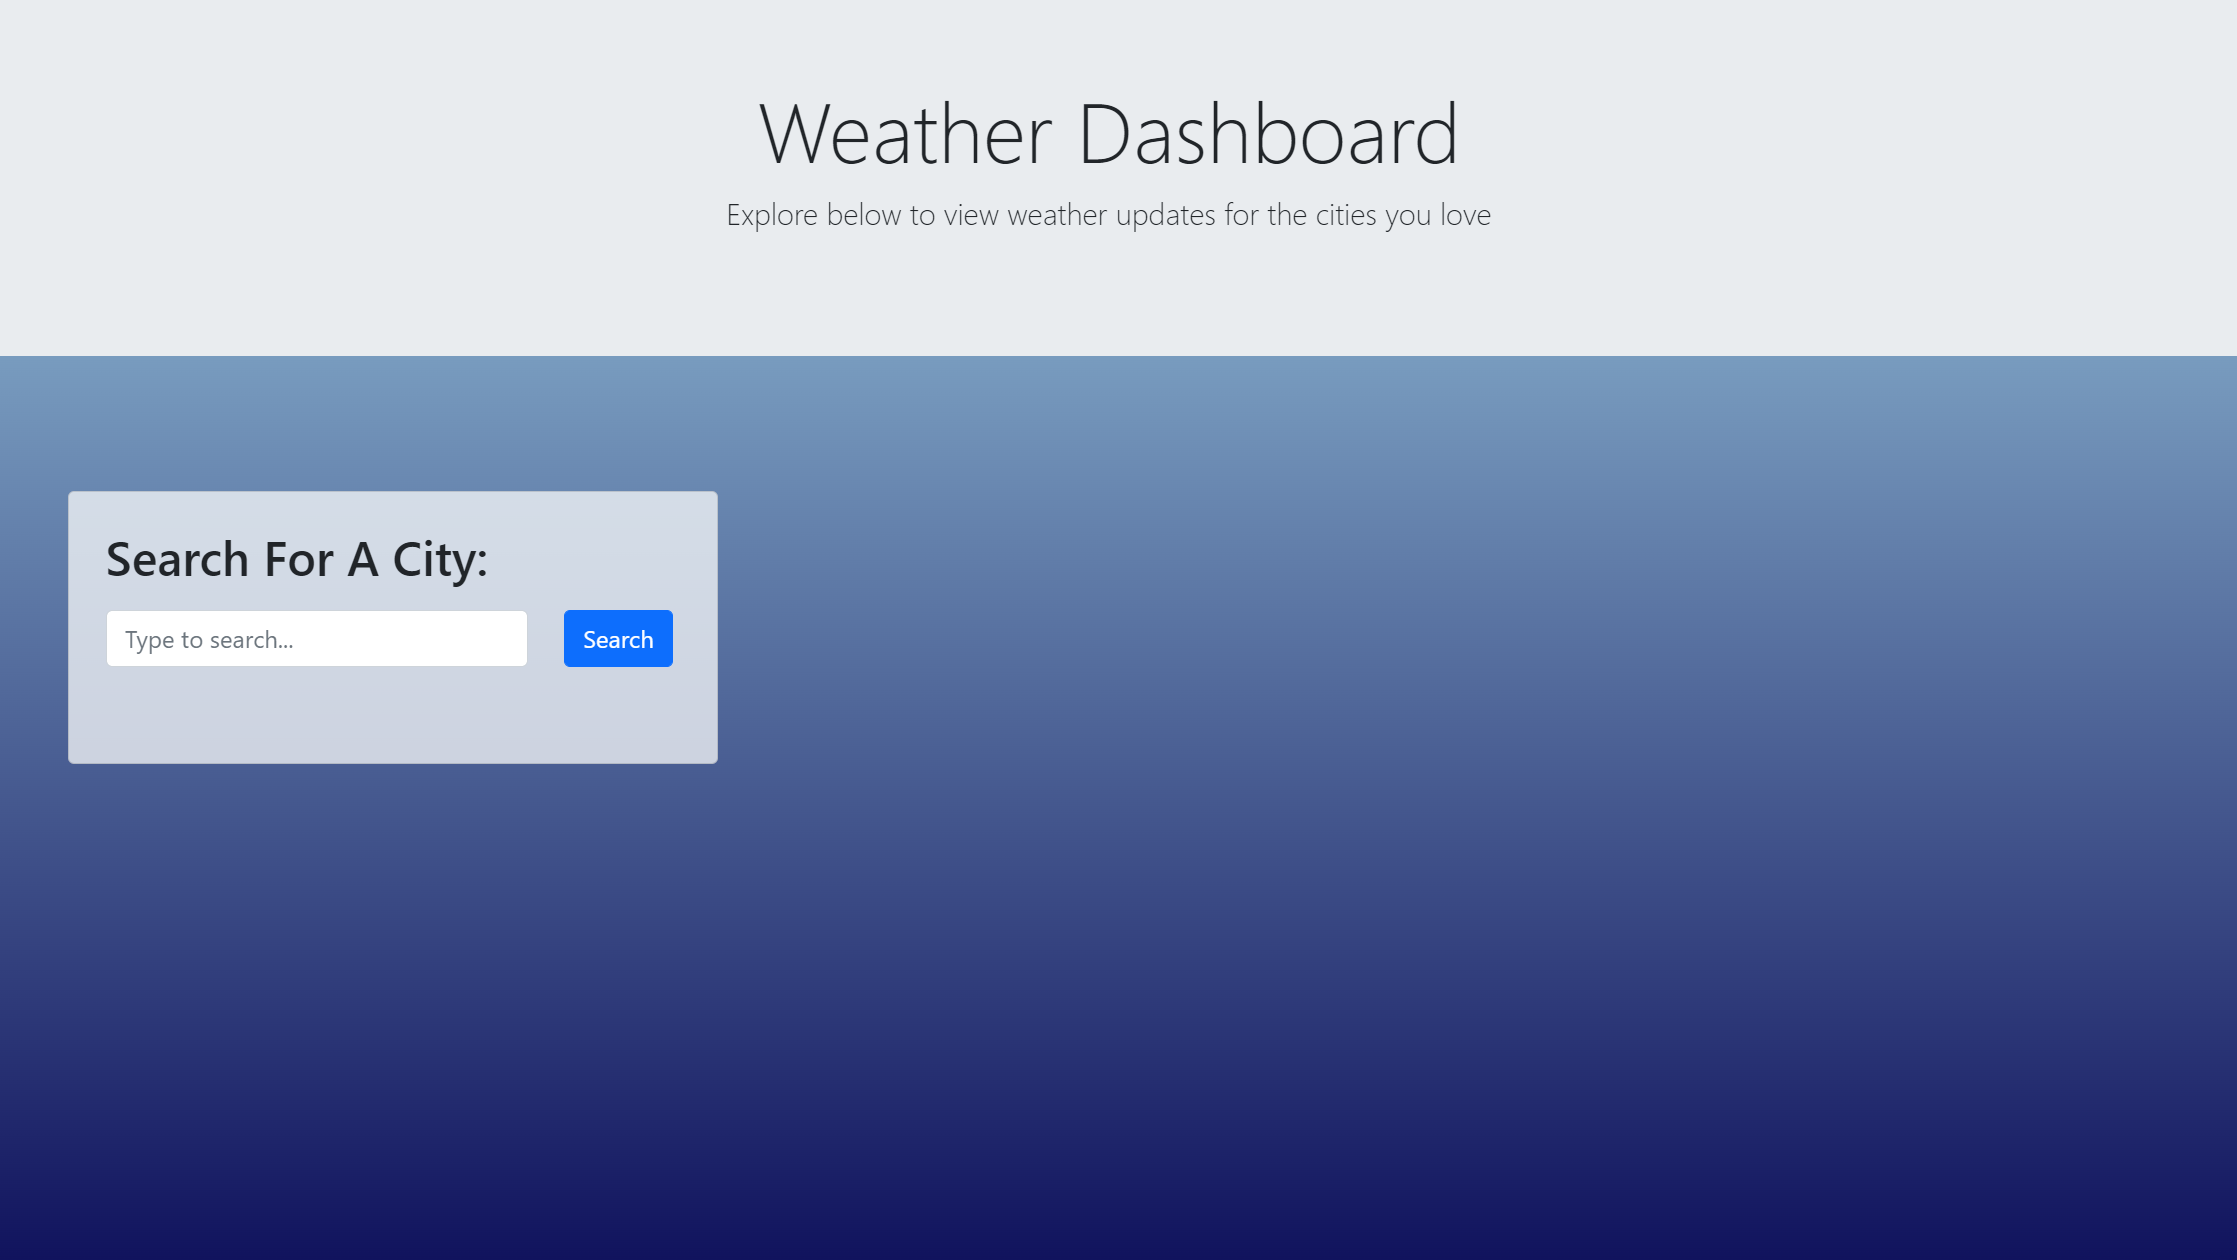 Weather Dashboard
Explore below to view weather updates for the cities you love
Search For A City:
Type to search...
Search